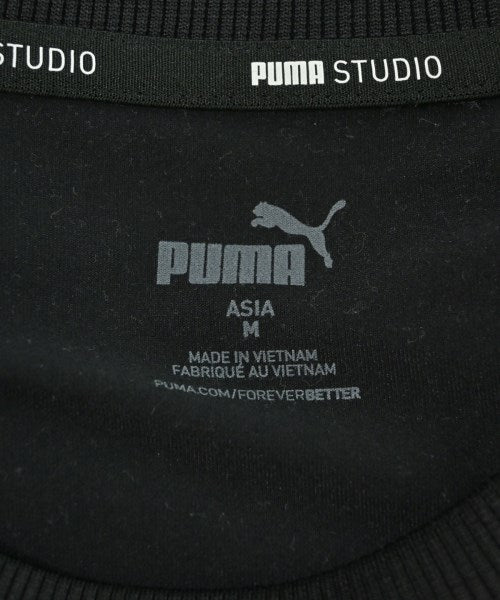 STUDIO
PUMA STUDIO
PUMA
ASIA
M
MADE IN VIETNAM
FABRIQUÉ AU VIETNAM
PUMA.COM/FOREVERBETTER